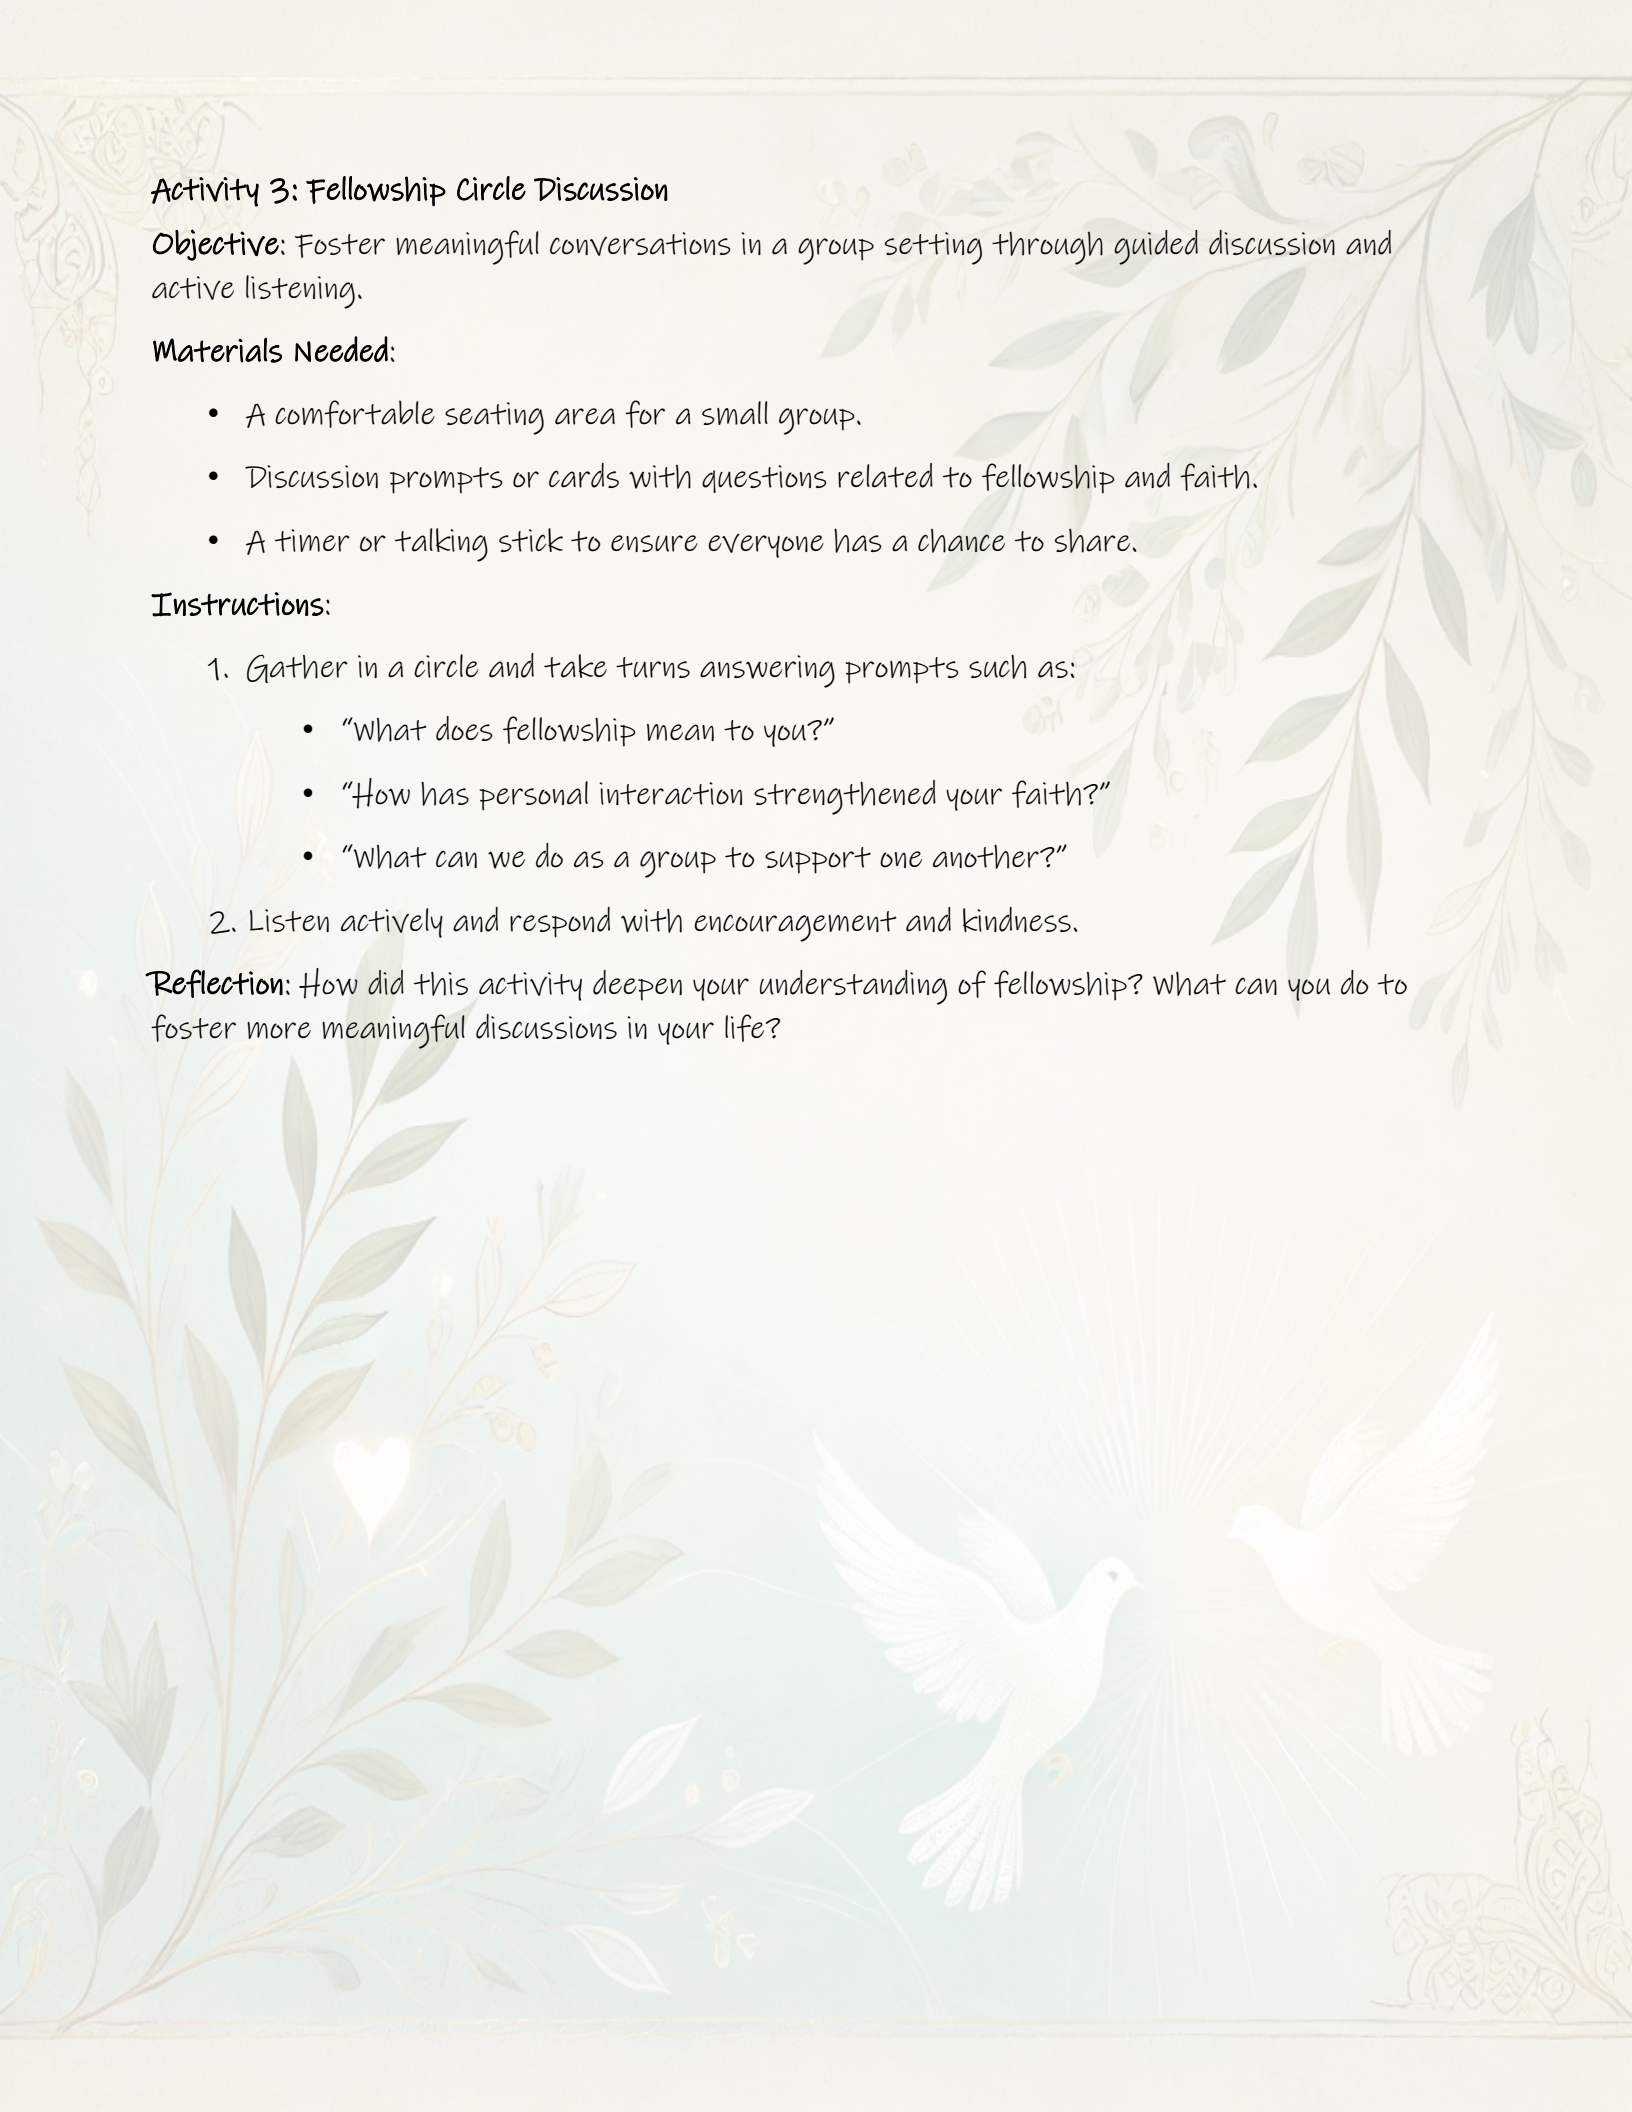 Activity 3: Fellowship Circle Discussion
Objective: Foster meaningful conversations in a group setting through guided discussion and
active listening.
Materials Needed:
• A comfortable seating area for a small group.
• Discussion prompts or cards with questions related to fellowship and faith.
• A timer or talking stick to ensure everyone has a chance to share.
Instructions:
1. Gather in a circle and take turns answering prompts such as:
• “What does fellowship mean to you?”
• “How has personal interaction strengthened your faith?”
• “What can we do as a group to support one another?”
2. Listen actively and respond with encouragement and kindness.
Reflection: How did this activity deepen your understanding of fellowship? What can you do to
foster more meaningful discussions in your life?